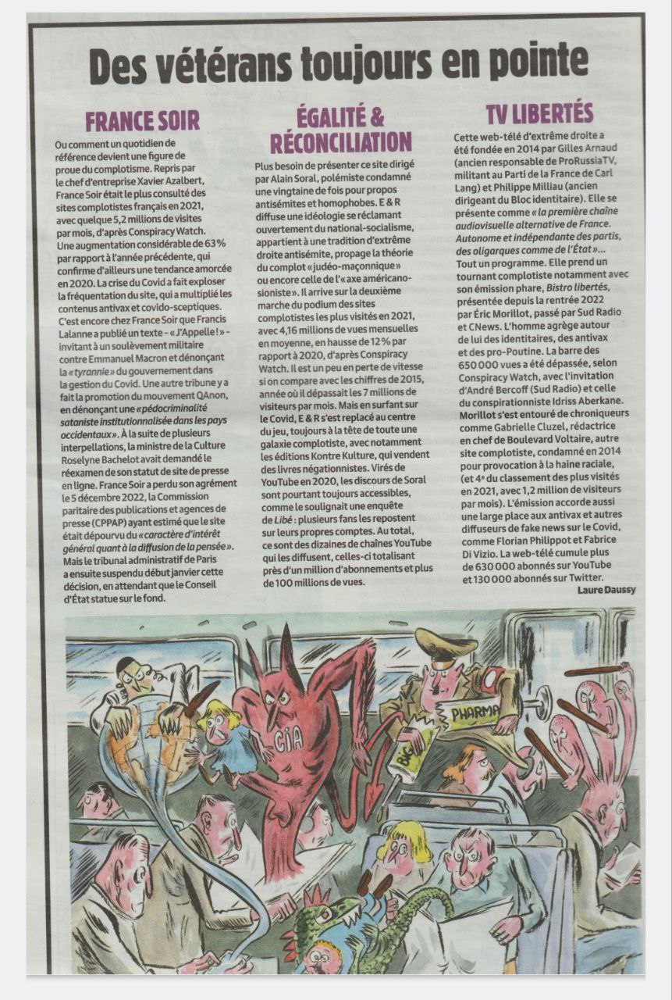 Des vétérans toujours en pointe
FRANCE SOIR
Ou comment un quotidien de
référence devient une figure de
proue du complotisme. Repris par
le chef d'entreprise Xavier Azalbert,
France Soir était le plus consulté des
sites complotistes français en 2021,
avec quelque 5,2 millions de visites
par mois, d'après Conspiracy Watch.
Une augmentation considérable de 63%
par rapport à l'année précédente, qui
confirme d'ailleurs une tendance amorcée
en 2020. La crise du Covid a fait exploser
la fréquentation du site, qui a multiplié les
contenus antivax et covido-sceptiques.
C'est encore chez France Soir que Francis
Lalanne a publié un texte – «J'Appelle!» –
invitant à un soulèvement militaire
contre Emmanuel Macron et dénonçant
la «tyrannie» du gouvernement dans
la gestion du Covid. Une autre tribune y a
fait la promotion du mouvement QAnon,
en dénonçant une «pédocriminalité
sataniste institutionnalisée dans les pays
occidentaux». À la suite de plusieurs
interpellations, la ministre de la Culture
Roselyne Bachelot avait demandé le
réexamen de son statut de site de presse
en ligne. France Soir a perdu son agrément
le 5 décembre 2022, la Commission
paritaire des publications et agences de
presse (CPPAP) ayant estimé que le site
était dépourvu du «caractère d'intérêt
général quant à la diffusion de la pensée».
Mais le tribunal administratif de Paris
a ensuite suspendu début janvier cette
décision, en attendant que le Conseil
d'État statue sur le fond.
ÉGALITÉ &
RÉCONCILIATION
Plus besoin de présenter ce site dirigé
par Alain Soral, polémiste condamné
une vingtaine de fois pour propos
antisémites et homophobes. E & R
diffuse une idéologie se réclamant
ouvertement du national-socialisme,
appartient à une tradition d'extrême
droite antisémite, propage la théorie
du complot «judéo-maçonnique»
ou encore celle de l'«axe américano-
sioniste». Il arrive sur la deuxième
marche du podium des sites
complotistes les plus visités en 2021,
avec 4,16 millions de vues mensuelles
en moyenne, en hausse de 12% par
rapport à 2020, d'après Conspiracy
Watch. Il est un peu en perte de vitesse
si on compare avec les chiffres de 2015,
année où il dépassait les 7 millions de
visiteurs par mois. Mais en surfant sur
le Covid, E & R s'est replacé au centre
du jeu, toujours à la tête de toute une
galaxie complotiste, avec notamment
les éditions Kontre Kulture, qui vendent
des livres négationnistes. Virés de
YouTube en 2020, les discours de Soral
sont pourtant toujours accessibles,
comme le soulignait une enquête
de Libé : plusieurs fans les repostent
sur leurs propres comptes. Au total,
ce sont des dizaines de chaînes YouTube
qui les diffusent, celles-ci totalisant
près d'un million d'abonnements et plus
de 100 millions de vues.
TV LIBERTÉS
Cette web-télé d'extrême droite a
été fondée en 2014 par Gilles Arnaud
(ancien responsable de ProRussiaTV,
militant au Parti de la France de Carl
Lang) et Philippe Milliau (ancien
dirigeant du Bloc identitaire). Elle se
présente comme «la première chaîne
audiovisuelle alternative de France.
Autonome et indépendante des partis,
des oligarques comme de l'État»...
Tout un programme. Elle prend un
tournant complotiste notamment avec
son émission phare, Bistro libertés,
présentée depuis la rentrée 2022
par Éric Morillot, passé par Sud Radio
et CNews. L'homme agrège autour
de lui des identitaires, des antivax
et des pro-Poutine. La barre des
650 000 vues a été dépassée, selon
Conspiracy Watch, avec l'invitation
d'André Bercoff (Sud Radio) et celle
du conspirationniste Idriss Aberkane.
Morillot s'est entouré de chroniqueurs
comme Gabrielle Cluzel, rédactrice
en chef de Boulevard Voltaire, autre
site complotiste, condamné en 2014
pour provocation à la haine raciale,
(et 4e du classement des plus visités
en 2021, avec 1,2 million de visiteurs
par mois). L'émission accorde aussi
une large place aux antivax et autres
diffuseurs de fake news sur le Covid,
comme Florian Philippot et Fabrice
Di Vizio. La web-télé cumule plus
de 630 000 abonnés sur YouTube
et 130 000 abonnés sur Twitter.
Laure Daussy
CIA
BIG
PHARMA